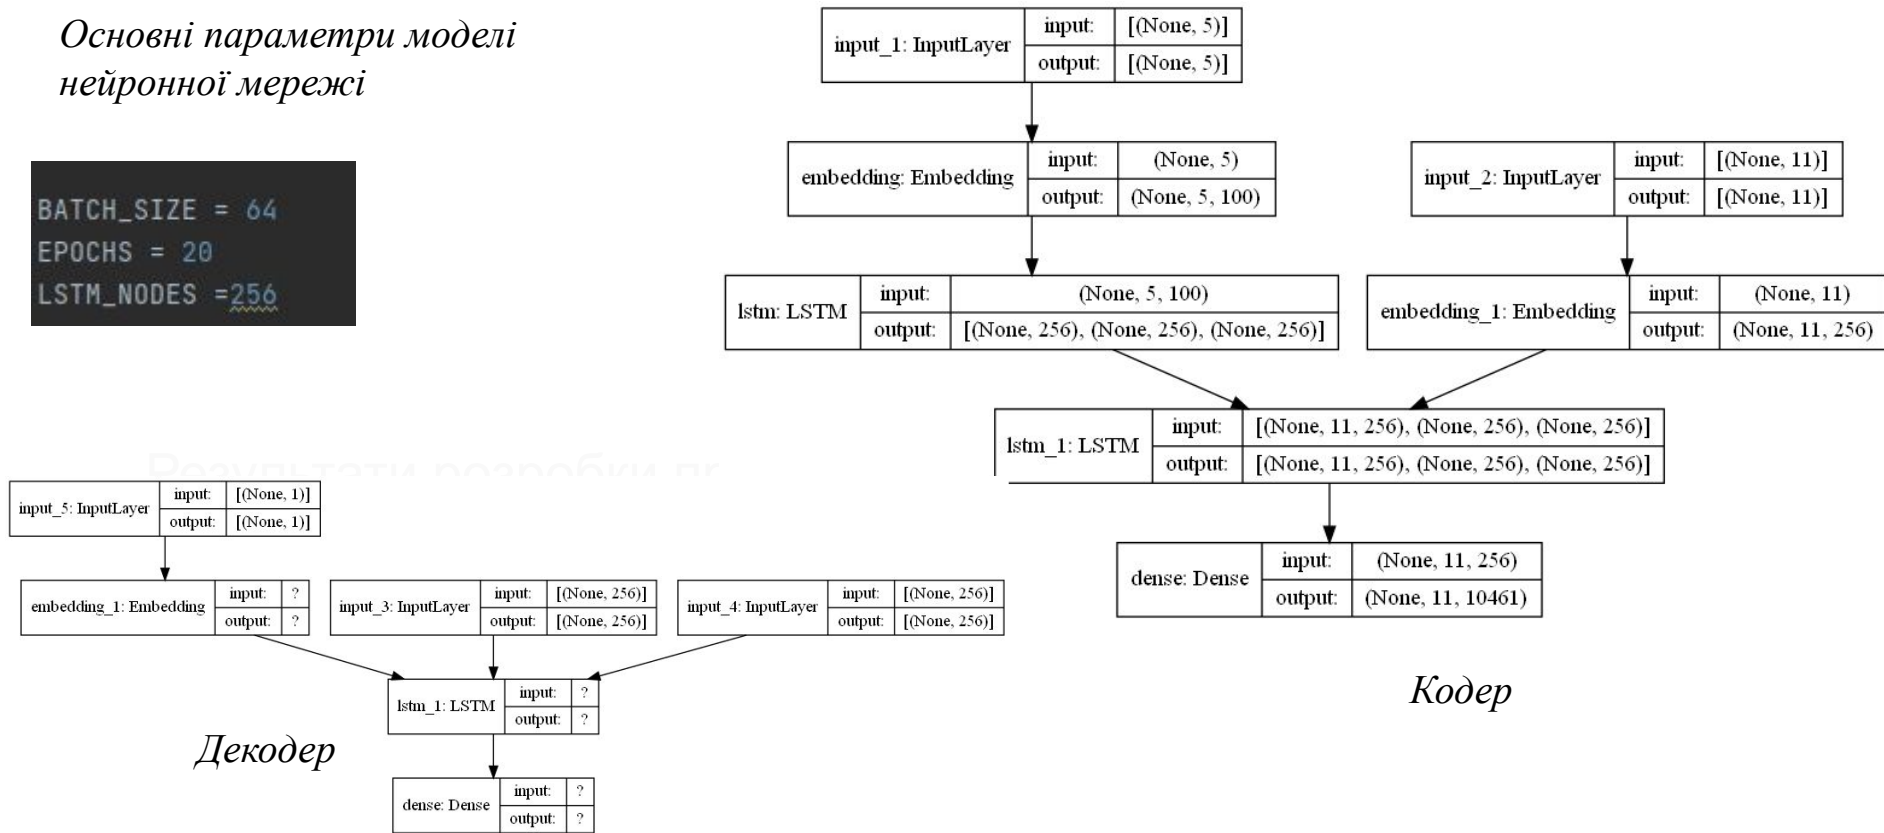 Основні параметри моделі
нейронної мережі
BATCH_SIZE = 64
EPOCHS = 20
LSTM_NODES =256
input_1: InputLayer
input: [(None, 5)]
output: [(None, 5)]
embedding: Embedding
input: (None, 5)
output: (None, 5, 100)
input_2: InputLayer
input: [(None, 11)]
output: [(None, 11)]
lstm: LSTM
input: (None, 5, 100)
output: [(None, 256), (None, 256), (None, 256)]
embedding_1: Embedding
input: (None, 11)
output: (None, 11, 256)
lstm_1: LSTM
input: [(None, 11, 256), (None, 256), (None, 256)]
output: [(None, 11, 256), (None, 256), (None, 256)]
dense: Dense
input: (None, 11, 256)
output: (None, 11, 10461)
Кодер
input_5: InputLayer
input: [(None, 1)]
output: [(None, 1)]
embedding_1: Embedding
input: ?
output: ?
input_3: InputLayer
input: [(None, 256)]
output: [(None, 256)]
input_4: InputLayer
input: [(None, 256)]
output: [(None, 256)]
lstm_1: LSTM
input: ?
output: ?
Декодер
dense: Dense
input: ?
output: ?